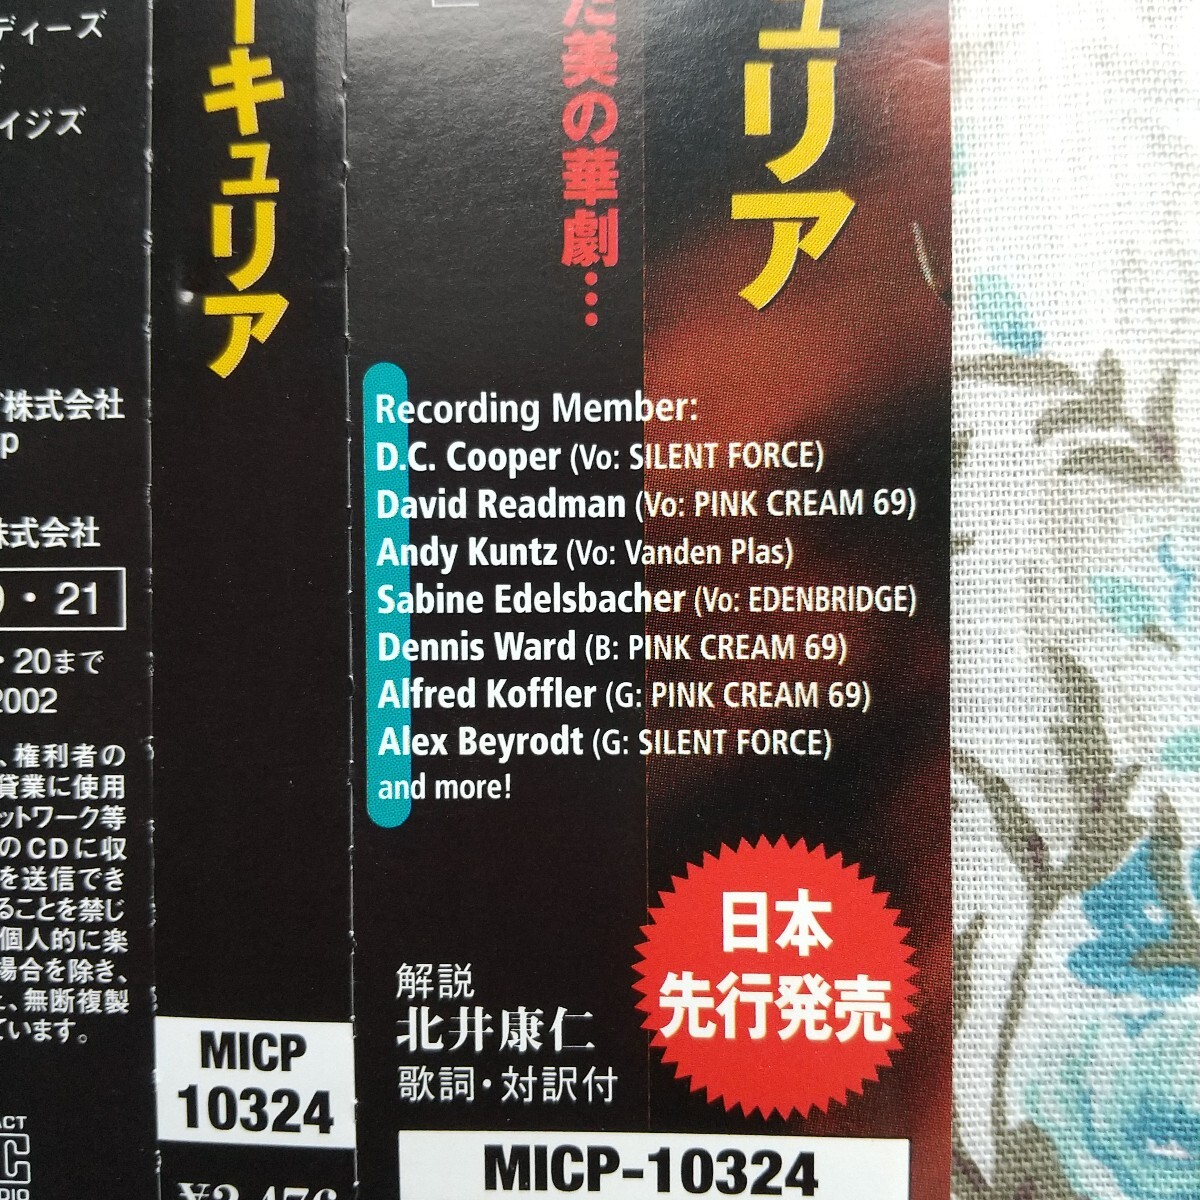 ディーズ
イジズ
株式会社
株式会社
・21
・20まで
2002
、権利者の
貸業に使用
ットワーク等
のCDに収
を送信でき
ることを禁じ
個人的に楽
場合を除き、
、無断複製
ています。
ーキュリア
MICP
10324
た美の華劇…
ュリア
Recording Member:
D.C. Cooper (Vo: SILENT FORCE)
David Readman (Vo: PINK CREAM 69)
Andy Kuntz (Vo: Vanden Plas)
Sabine Edelsbacher (Vo: EDENBRIDGE)
Dennis Ward (B: PINK CREAM 69)
Alfred Koffler (G: PINK CREAM 69)
Alex Beyrodt (G: SILENT FORCE)
and more!
日本
先行発売
解説
北井康仁
歌詞・対訳付
MICP-10324